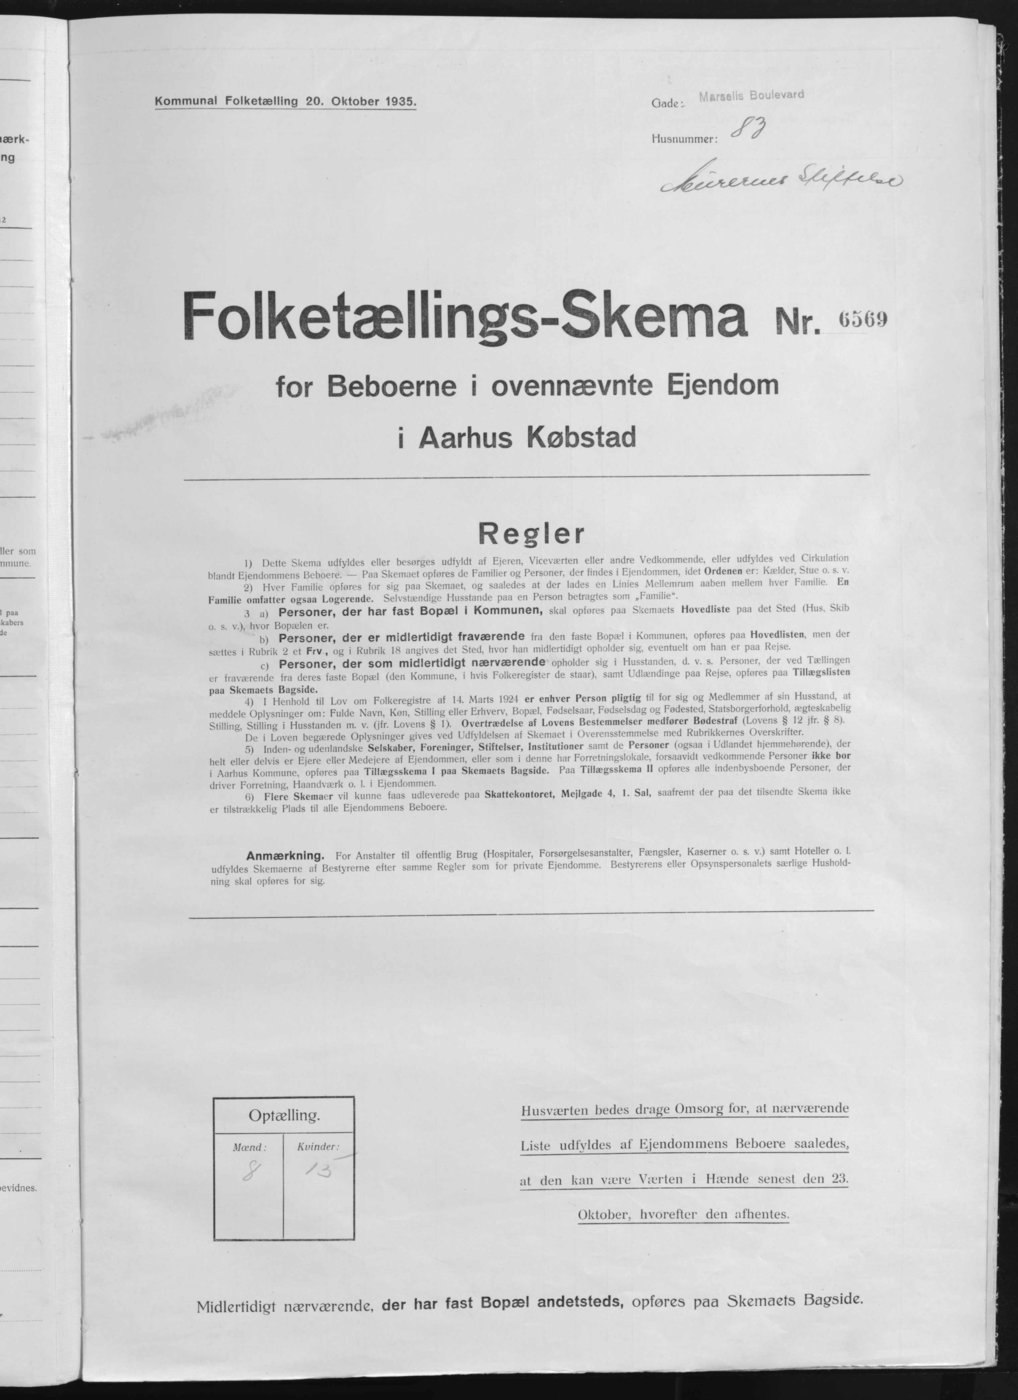 Kommunal Folketælling 20. Oktober 1935.
Gade: Marselis Boulevard
Husnummer: 83
Murernes Stiftelse
Folketællings-Skema Nr. 6569
for Beboerne i ovennævnte Ejendom
i Aarhus Købstad
Regler
1) Dette Skema udfyldes eller besørges udfyldt af Ejeren, Viceværten eller andre Vedkommende, eller udfyldes ved Cirkulation
blandt Ejendommens Beboere. — Paa Skemaet opføres de Familier og Personer, der findes i Ejendommen, idet Ordenen er: Kælder, Stue o. s. v.
2) Hver Familie opføres for sig paa Skemaet, og saaledes at der lades en Linies Mellemrum aaben mellem hver Familie. En
Familie omfatter ogsaa Logerende. Selvstændige Husstande paa en Person betragtes som „Familie“.
3 a) Personer, der har fast Bopæl i Kommunen, skal opføres paa Skemaets Hovedliste paa det Sted (Hus, Skib
o. s. v.), hvor Bopælen er.
b) Personer, der er midlertidigt fraværende fra den faste Bopæl i Kommunen, opføres paa Hovedlisten, men der
sættes i Rubrik 2 et Frv., og i Rubrik 18 angives det Sted, hvor han midlertidigt opholder sig, eventuelt om han er paa Rejse.
c) Personer, der som midlertidigt nærværende opholder sig i Husstanden, d. v. s. Personer, der ved Tællingen
er fraværende fra deres faste Bopæl (den Kommune, i hvis Folkeregister de staar), samt Udlændinge paa Rejse, opføres paa Tillægslisten
paa Skemaets Bagside.
4) I Henhold til Lov om Folkeregistre af 14. Marts 1924 er enhver Person pligtig til for sig og Medlemmer af sin Husstand, at
meddele Oplysninger om: Fulde Navn, Køn, Stilling eller Erhverv, Bopæl, Fødselsaar, Fødselsdag og Fødested, Statsborgerforhold, ægteskabelig
Stilling, Stilling i Husstanden m. v. (jfr. Lovens § 1). Overtrædelse af Lovens Bestemmelser medfører Bødestraf (Lovens § 12 jfr. § 8).
De i Loven begærede Oplysninger gives ved Udfyldelsen af Skemaet i Overensstemmelse med Rubrikkernes Overskrifter.
5) Inden- og udenlandske Selskaber, Foreninger, Stiftelser, Institutioner samt de Personer (ogsaa i Udlandet hjemmehørende), der
helt eller delvis er Ejere eller Medejere af Ejendommen, eller som i denne har Forretningslokale, forsaavidt vedkommende Personer ikke bor
i Aarhus Kommune, opføres paa Tillægsskema I paa Skemaets Bagside. Paa Tillægsskema II opføres alle indenbysboende Personer, der
driver Forretning, Haandværk o. l. i Ejendommen.
6) Flere Skemaer vil kunne faas udleverede paa Skattekontoret, Mejlgade 4, 1. Sal, saafremt der paa det tilsendte Skema ikke
er tilstrækkelig Plads til alle Ejendommens Beboere.
Anmærkning. For Anstalter til offentlig Brug (Hospitaler, Forsørgelsesanstalter, Fængsler, Kaserner o. s. v.) samt Hoteller o. l.
udfyldes Skemaerne af Bestyrerne efter samme Regler som for private Ejendomme. Bestyrerens eller Opsynspersonalets særlige Hushold-
ning skal opføres for sig.
Optælling.
Mænd: Kvinder:
8 13
Husværten bedes drage Omsorg for, at nærværende
Liste udfyldes af Ejendommens Beboere saaledes,
at den kan være Værten i Hænde senest den 23.
Oktober, hvorefter den afhentes.
Midlertidigt nærværende, der har fast Bopæl andetsteds, opføres paa Skemaets Bagside.